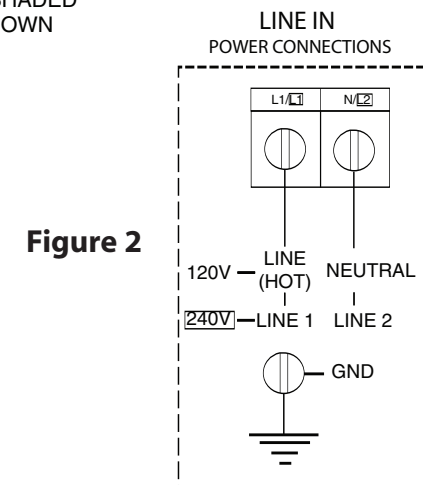 LINE IN
POWER CONNECTIONS
L1/L1 N/L2
Figure 2
120V LINE (HOT) NEUTRAL
240V LINE 1 LINE 2
GND